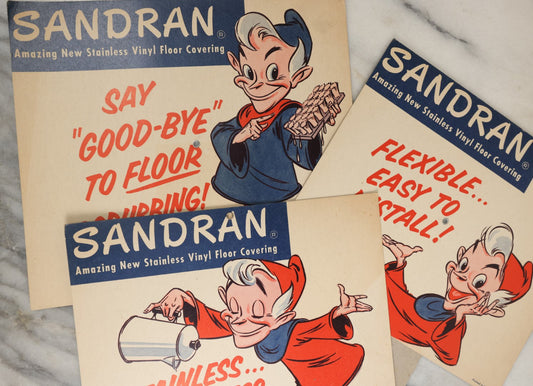 SANDRAN®
Amazing New Stainless Vinyl Floor Covering
SAY
"GOOD-BYE"
TO FLOOR
SANDRAN®
Amazing New Stainless Vinyl Floor Covering
FLEXIBLE...
EASY TO
SANDRAN®
Amazing New Stainless Vinyl Floor Covering